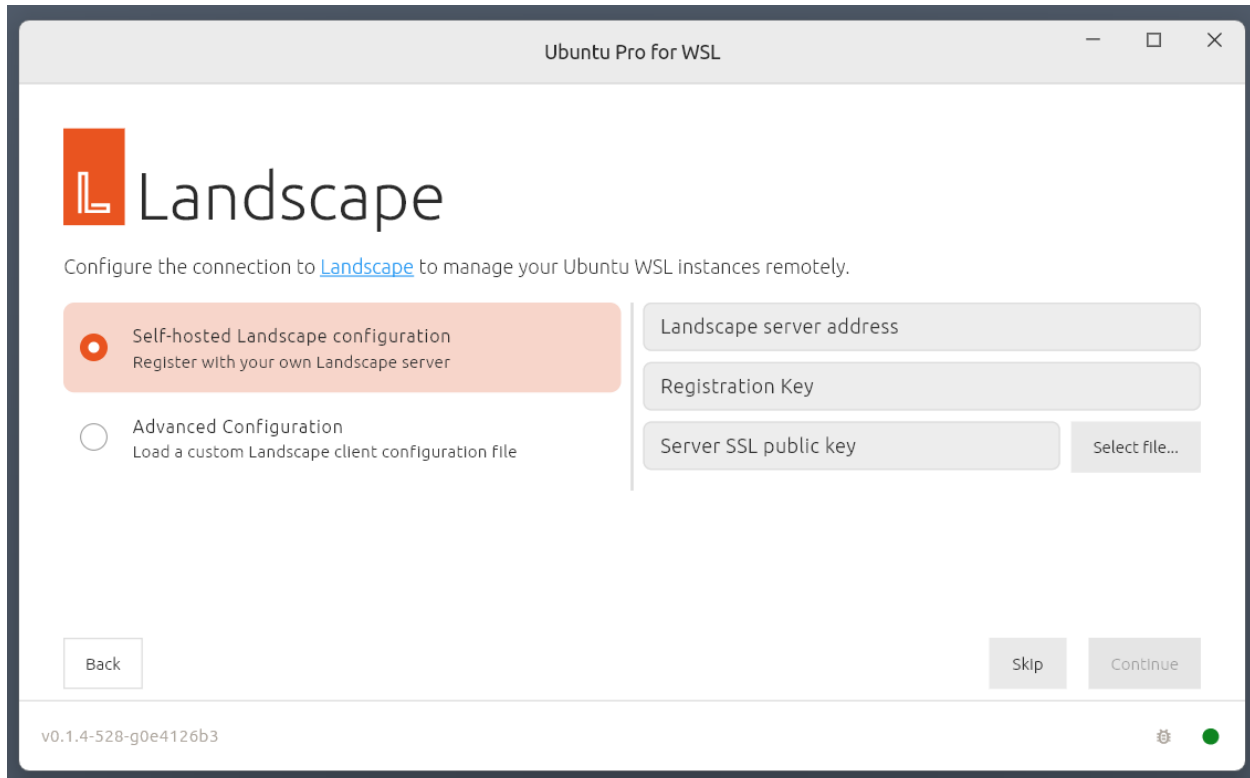 Ubuntu Pro for WSL
L Landscape
Configure the connection to Landscape to manage your Ubuntu WSL instances remotely.
Self-hosted Landscape configuration
Register with your own Landscape server
Advanced Configuration
Load a custom Landscape client configuration file
Landscape server address
Registration Key
Server SSL public key
Select file...
Back
Skip
Continue
v0.1.4-528-g0e4126b3